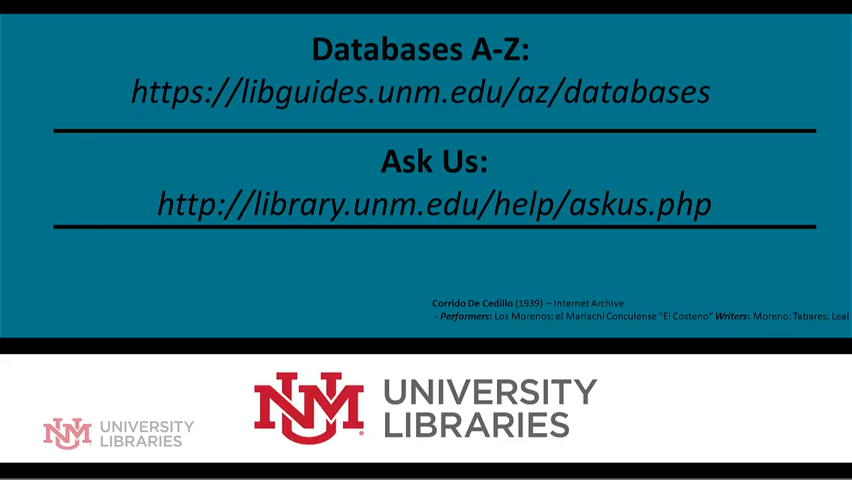 Databases A-Z:
https://libguides.unm.edu/az/databases
Ask Us:
http://library.unm.edu/help/askus.php
Corrido De Cedillo (1939) – Internet Archive
- Performers: Los Morenos; el Mariachi Conculense "El Costeno" Writers: Moreno; Tabares; Leal
UNM UNIVERSITY
LIBRARIES
UNM UNIVERSITY
LIBRARIES